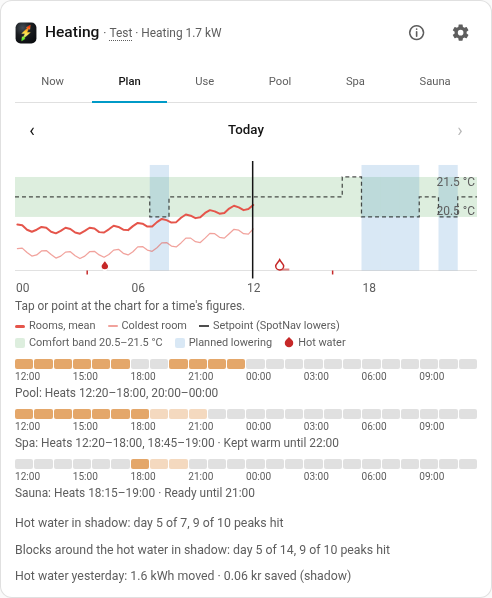 Heating · Test · Heating 1.7 kW
Now Plan Use Pool Spa Sauna
‹ Today ›
21.5 °C
20.5 °C
00 06 12 18
Tap or point at the chart for a time's figures.
Rooms, mean Coldest room Setpoint (SpotNav lowers)
Comfort band 20.5–21.5 °C Planned lowering Hot water
12:00 15:00 18:00 21:00 00:00 03:00 06:00 09:00
Pool: Heats 12:20–18:00, 20:00–00:00
12:00 15:00 18:00 21:00 00:00 03:00 06:00 09:00
Spa: Heats 12:20–18:00, 18:45–19:00 · Kept warm until 22:00
12:00 15:00 18:00 21:00 00:00 03:00 06:00 09:00
Sauna: Heats 18:15–19:00 · Ready until 21:00
Hot water in shadow: day 5 of 7, 9 of 10 peaks hit
Blocks around the hot water in shadow: day 5 of 14, 9 of 10 peaks hit
Hot water yesterday: 1.6 kWh moved · 0.06 kr saved (shadow)